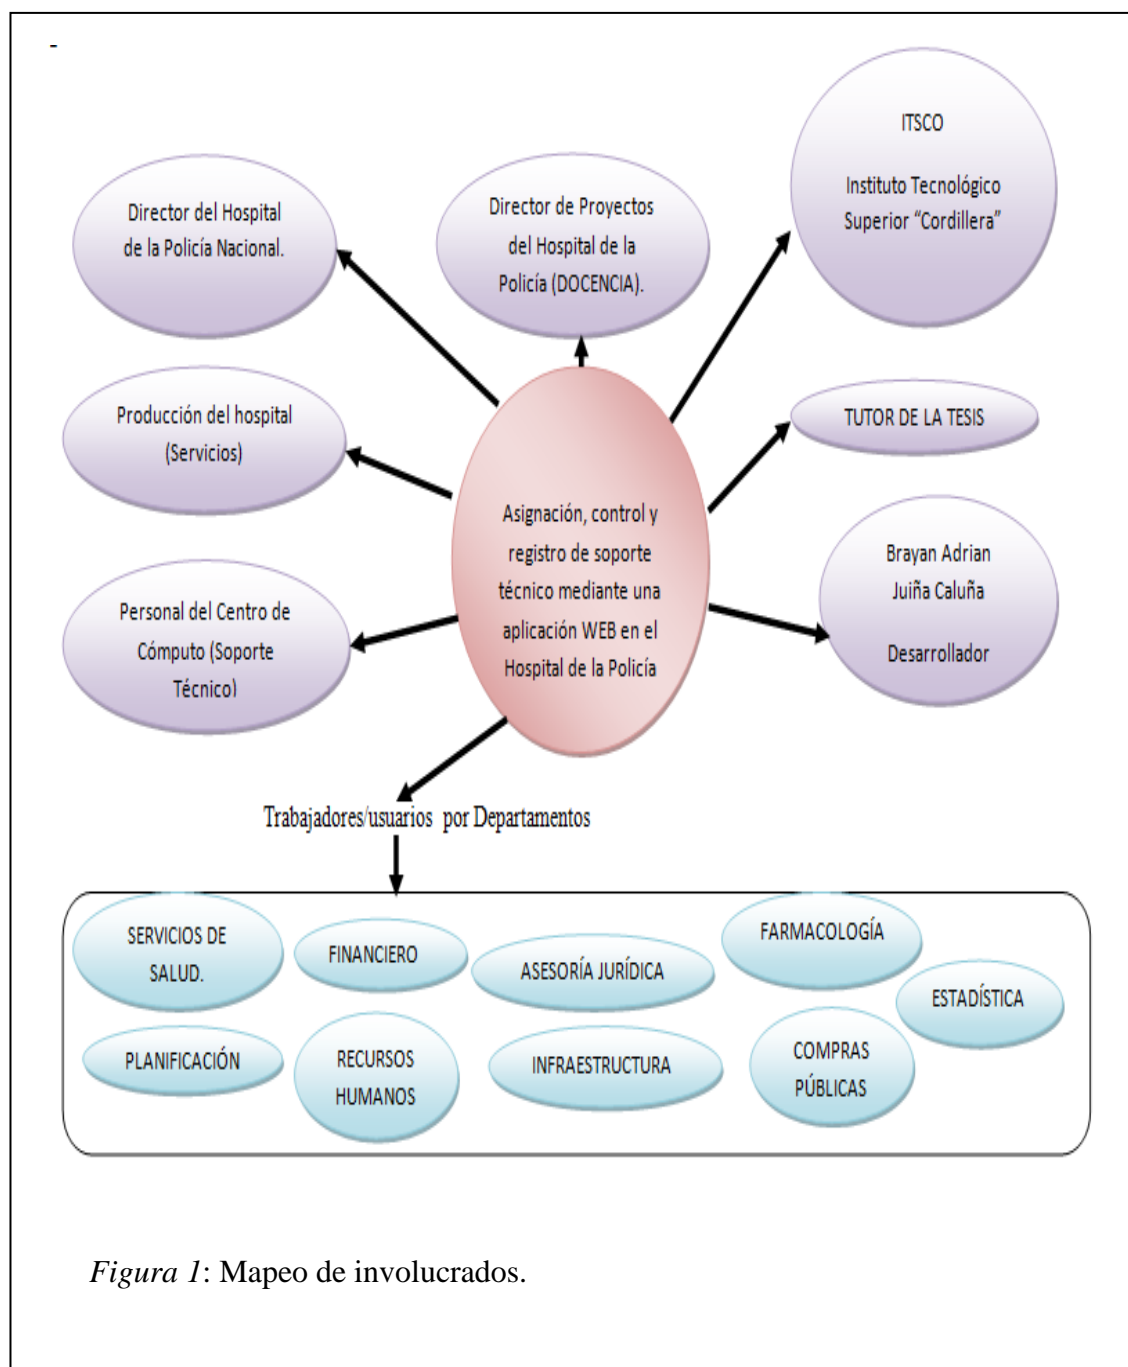 -
ITSCO
Instituto Tecnológico
Superior “Cordillera”
Director del Hospital
de la Policía Nacional.
Director de Proyectos
del Hospital de la
Policía (DOCENCIA).
Producción del hospital
(Servicios)
TUTOR DE LA TESIS
Asignación, control y
registro de soporte
técnico mediante una
aplicación WEB en el
Hospital de la Policía
Brayan Adrian
Juiña Caluña
Desarrollador
Personal del Centro de
Cómputo (Soporte
Técnico)
Trabajadores/usuarios por Departamentos
SERVICIOS DE
SALUD.
FINANCIERO
ASESORÍA JURÍDICA
FARMACOLOGÍA
ESTADÍSTICA
PLANIFICACIÓN
RECURSOS
HUMANOS
INFRAESTRUCTURA
COMPRAS
PÚBLICAS
Figura 1: Mapeo de involucrados.